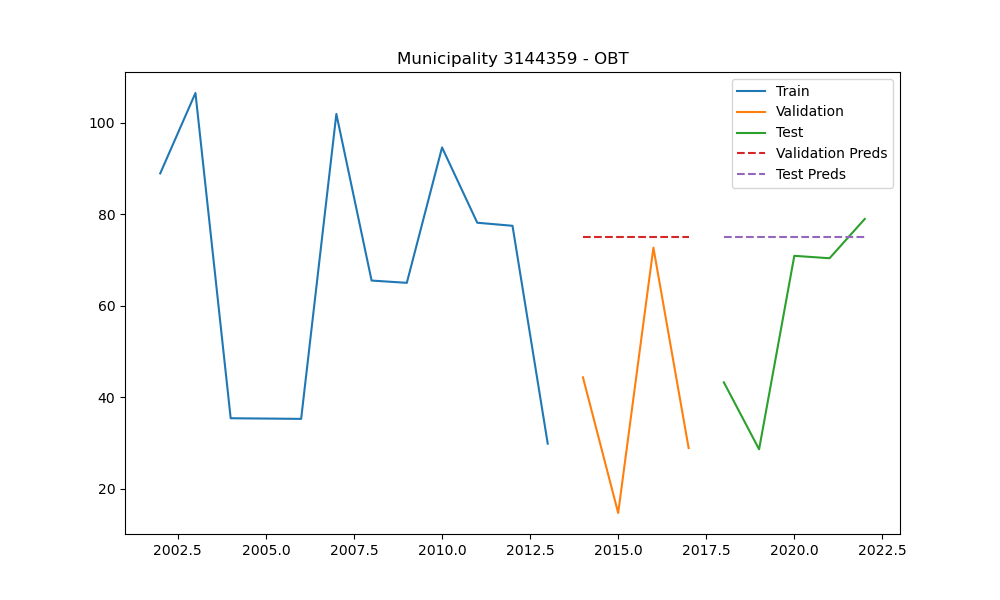 Municipality 3144359 - OBT
Train
Validation
Test
Validation Preds
Test Preds
100
80
60
40
20
2002.5 2005.0 2007.5 2010.0 2012.5 2015.0 2017.5 2020.0 2022.5